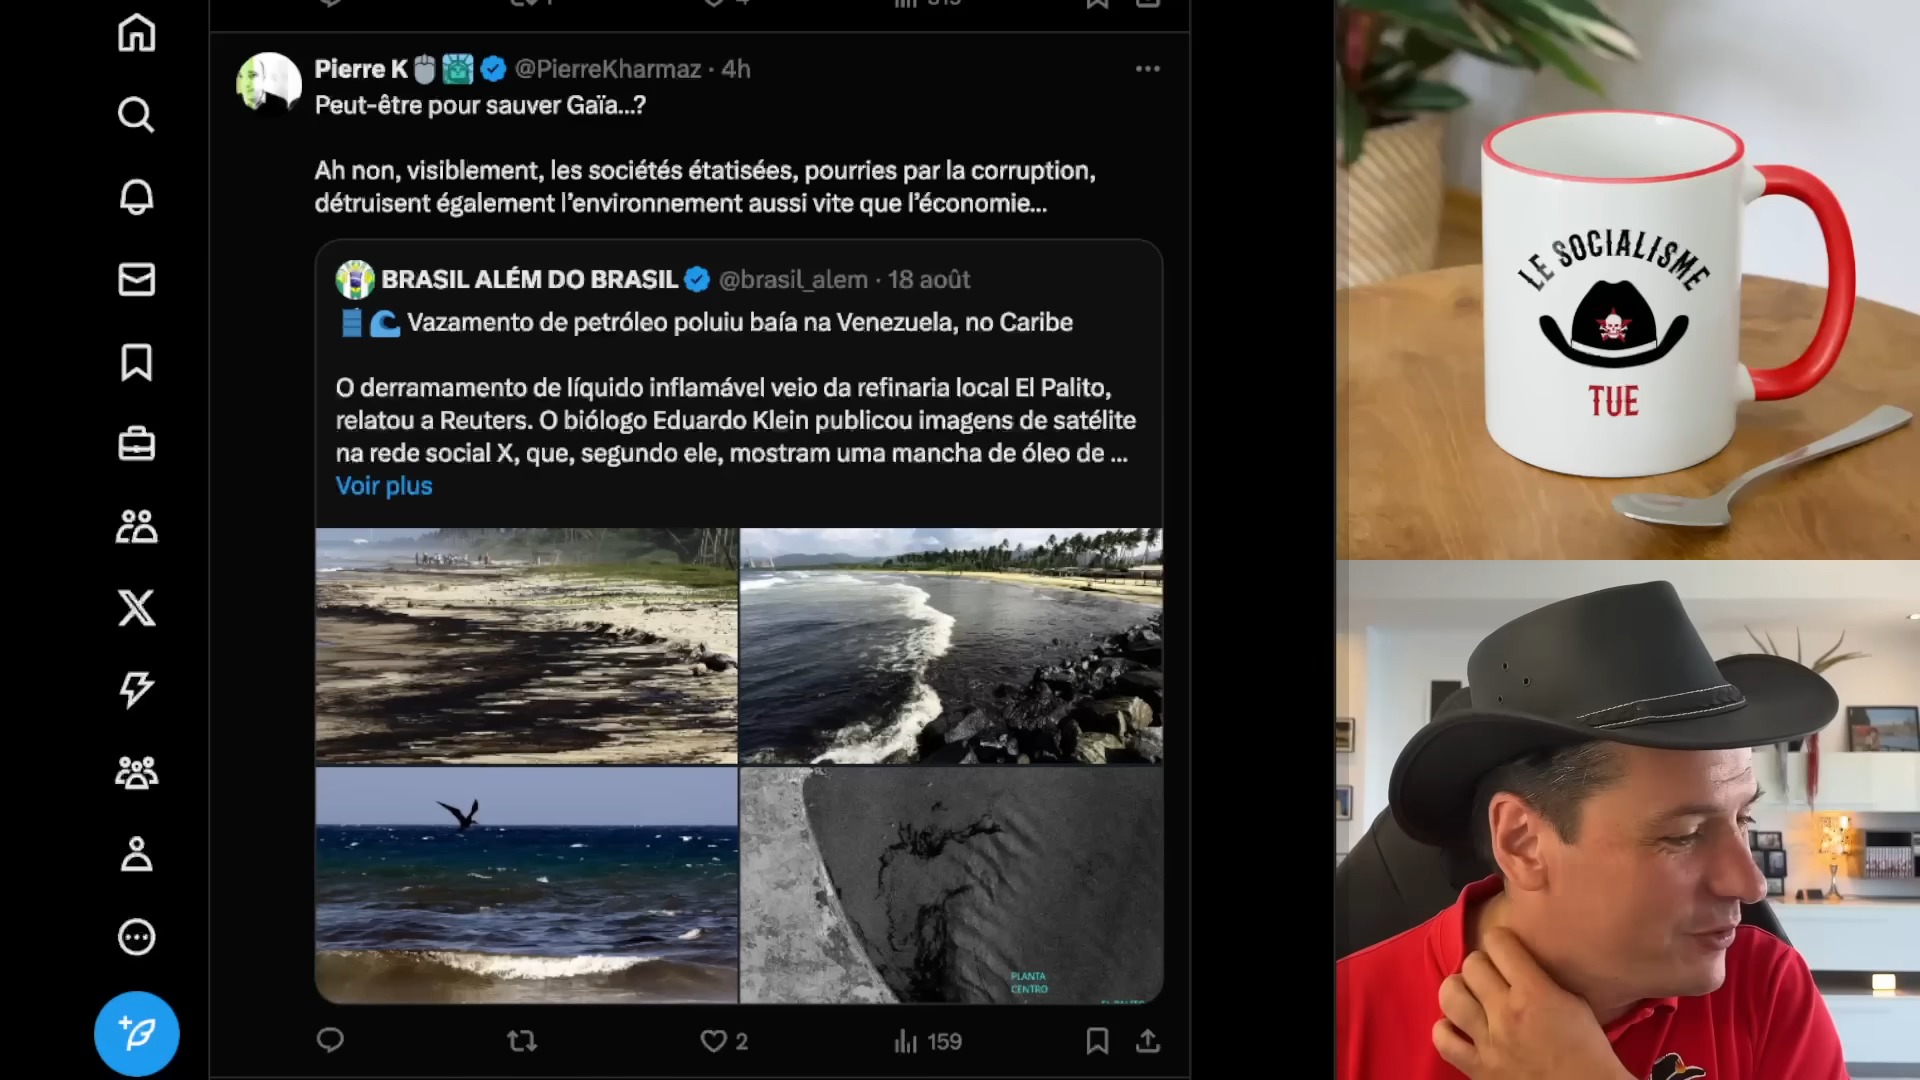 Pierre K @PierreKharmaz · 4h
Peut-être pour sauver Gaïa...?
Ah non, visiblement, les sociétés étatisées, pourries par la corruption,
détruisent également l'environnement aussi vite que l'économie...
BRASIL ALÉM DO BRASIL @brasil_alem · 18 août
Vazamento de petróleo poluiu baía na Venezuela, no Caribe
O derramamento de líquido inflamável veio da refinaria local El Palito,
relatou a Reuters. O biólogo Eduardo Klein publicou imagens de satélite
na rede social X, que, segundo ele, mostram uma mancha de óleo de ...
Voir plus
PLANTA
CENTRO
2
159
LE SOCIALISME
TUE